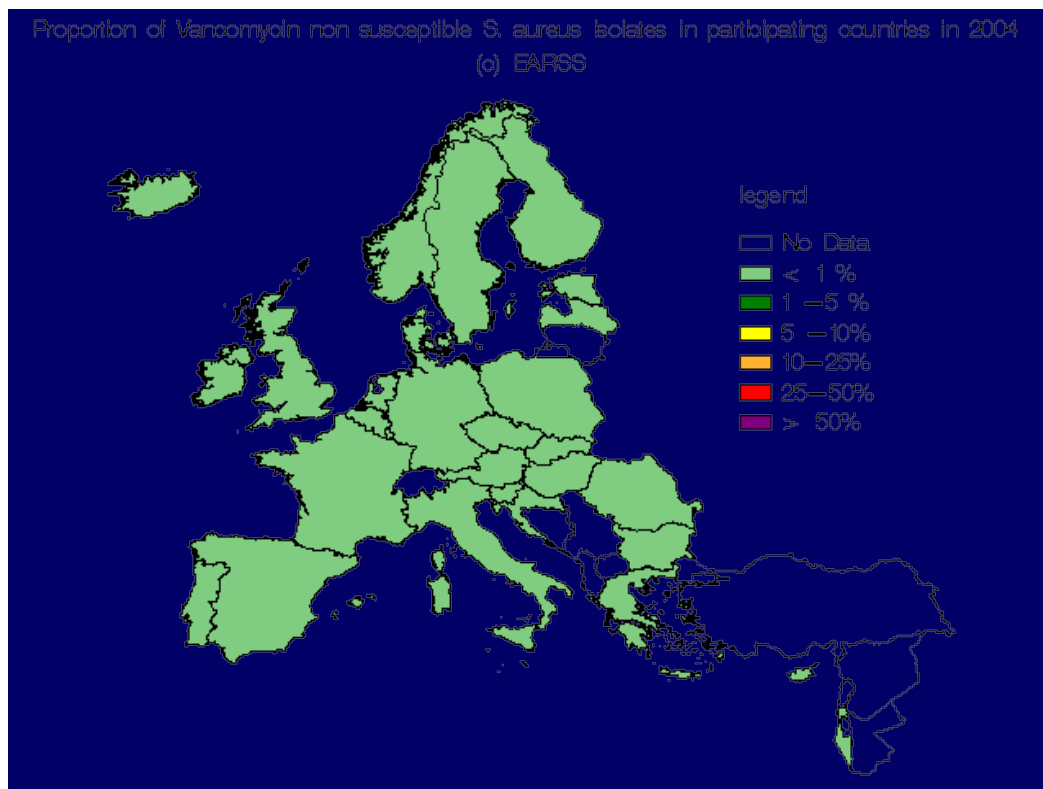 Proportion of Vancomycin non susceptible S. aureus isolates in participating countries in 2004
(c) EARSS
legend
No Data
< 1 %
1 –5 %
5 –10%
10–25%
25–50%
> 50%